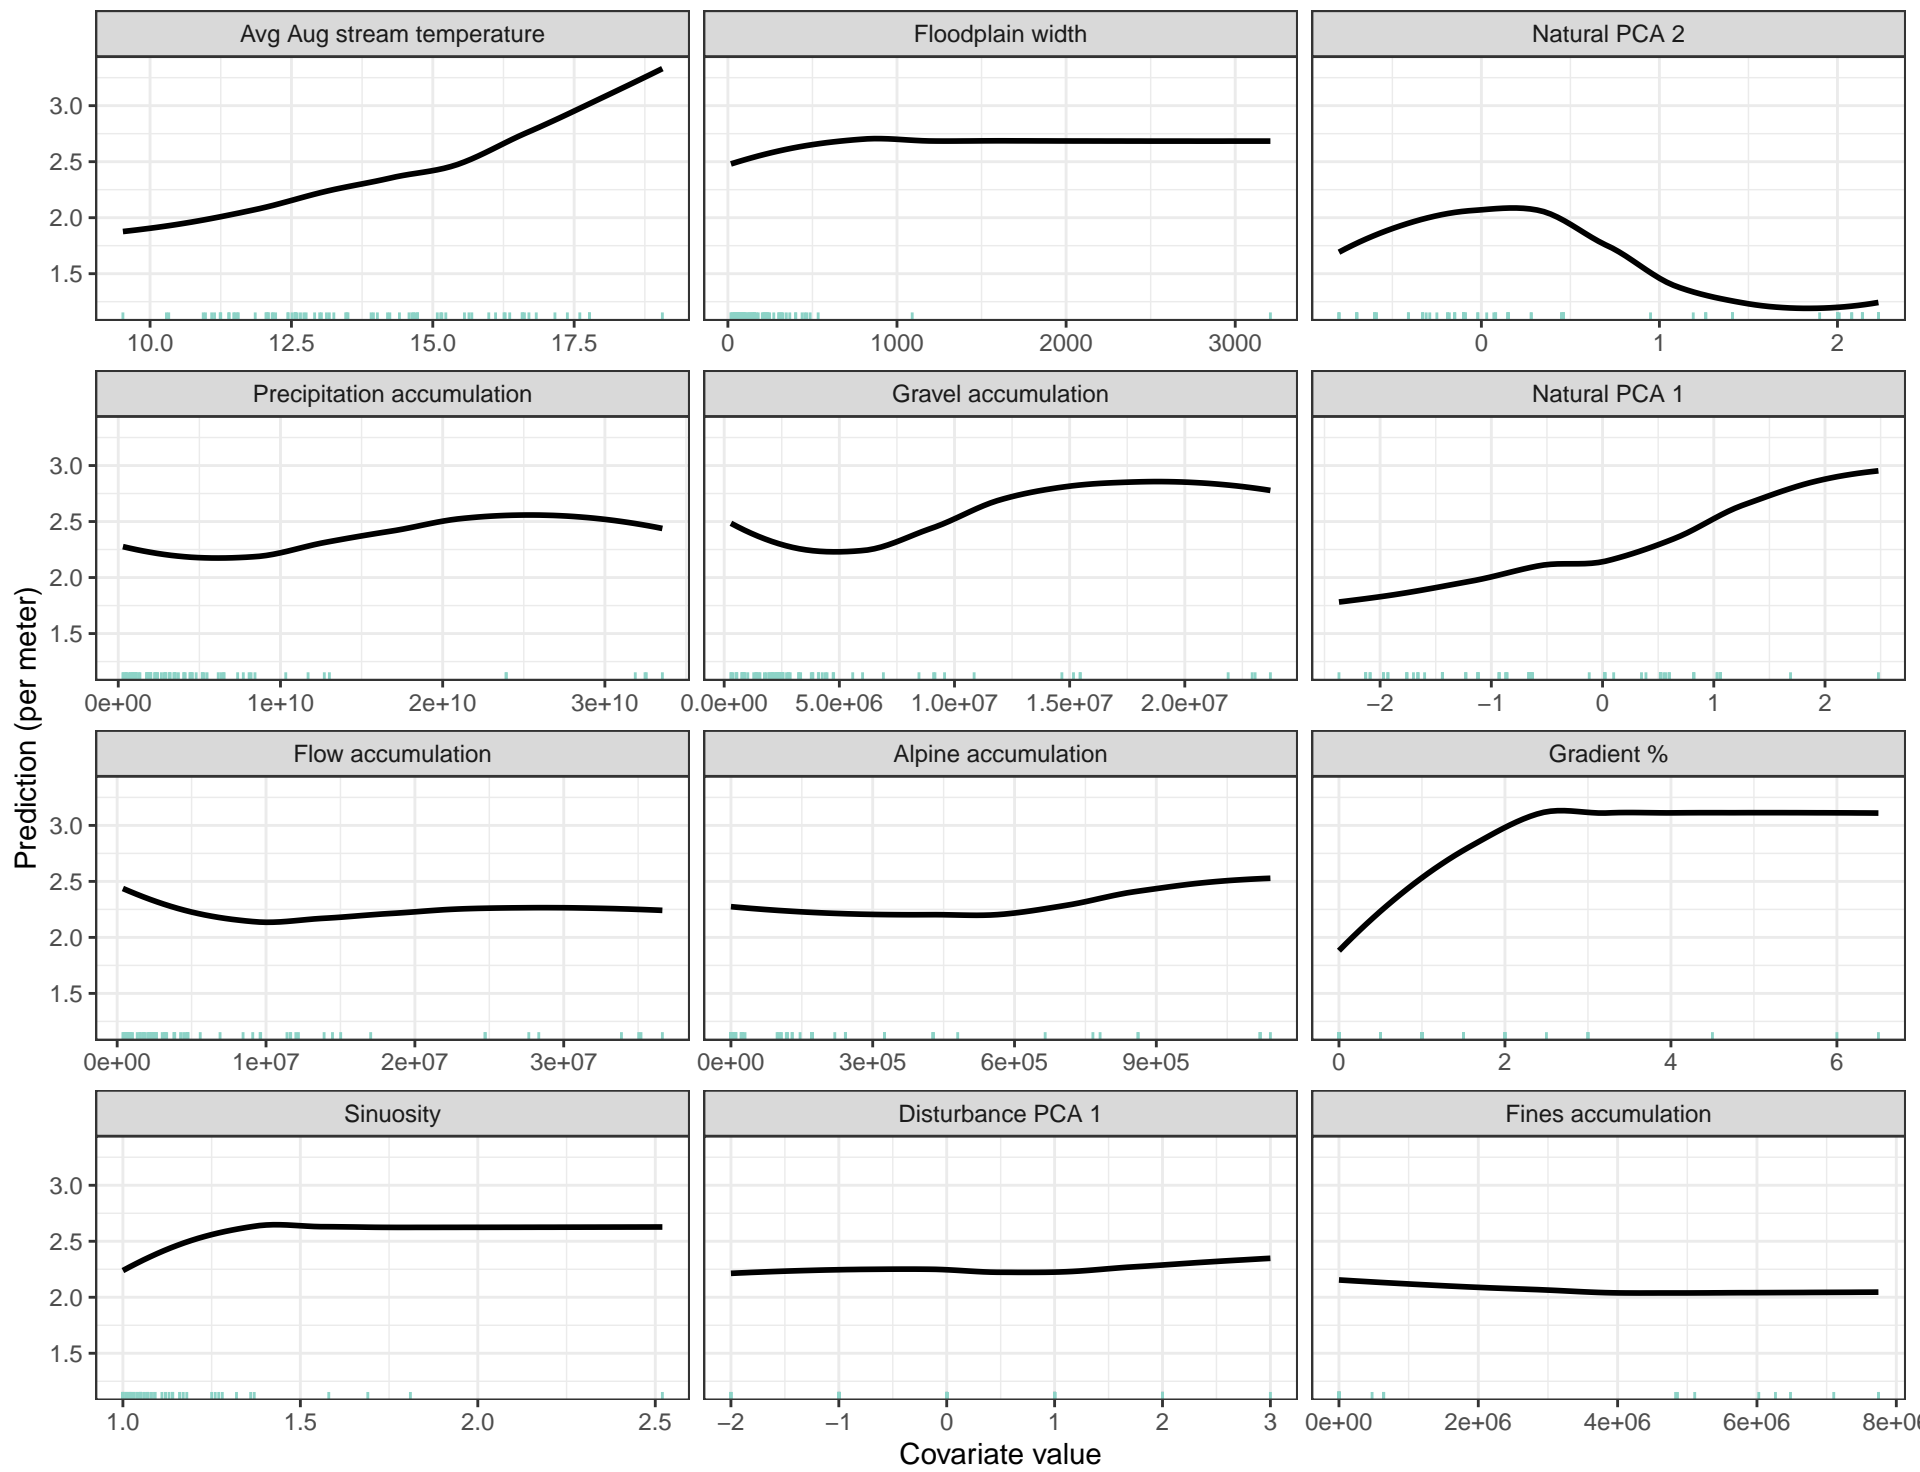 Avg Aug stream temperature Floodplain width Natural PCA 2
3.0
2.5
2.0
1.5
10.0 12.5 15.0 17.5 0 1000 2000 3000 0 1 2
Precipitation accumulation Gravel accumulation Natural PCA 1
3.0
2.5
2.0
1.5
0e+00 1e+10 2e+10 3e+10 0.0e+00 5.0e+06 1.0e+07 1.5e+07 2.0e+07 −2 −1 0 1 2
Prediction (per meter)
Flow accumulation Alpine accumulation Gradient %
3.0
2.5
2.0
1.5
0e+00 1e+07 2e+07 3e+07 0e+00 3e+05 6e+05 9e+05 0 2 4 6
Sinuosity Disturbance PCA 1 Fines accumulation
3.0
2.5
2.0
1.5
1.0 1.5 2.0 2.5 −2 −1 0 1 2 3 0e+00 2e+06 4e+06 6e+06 8e+06
Covariate value